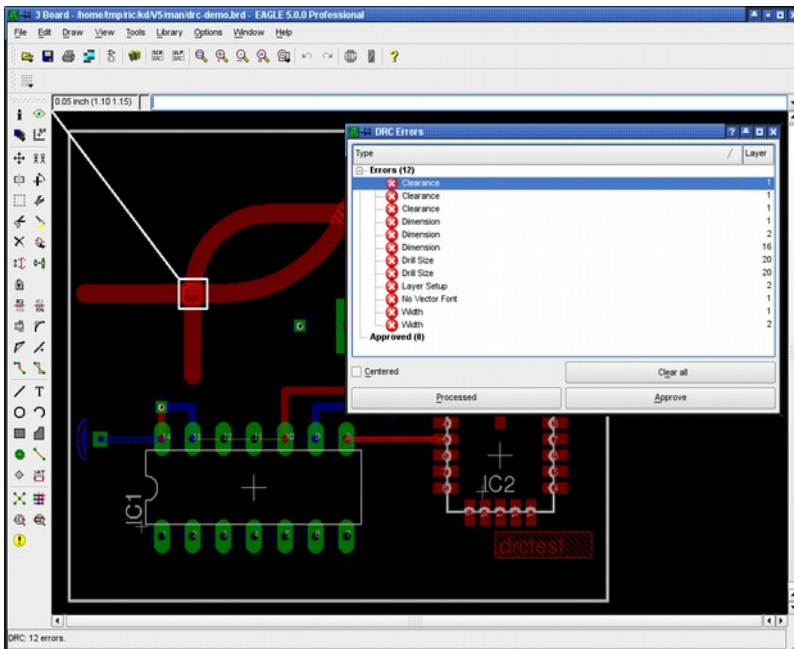 3 Board - /home/tmp/ric/kd/V5/man/drc-demo.brd - EAGLE 5.0.0 Professional
File Edit Draw View Tools Library Options Window Help
0.05 inch (1.10 1.15)
DRC Errors
Type Layer
Errors (12)
Clearance 1
Clearance 1
Clearance 1
Dimension 1
Dimension 2
Dimension 16
Drill Size 20
Drill Size 20
Layer Setup 2
No Vector Font 1
Width 1
Width 2
Approved (0)
Centered Clear all
Processed Approve
IC1
IC2
drctest
DRC: 12 errors.